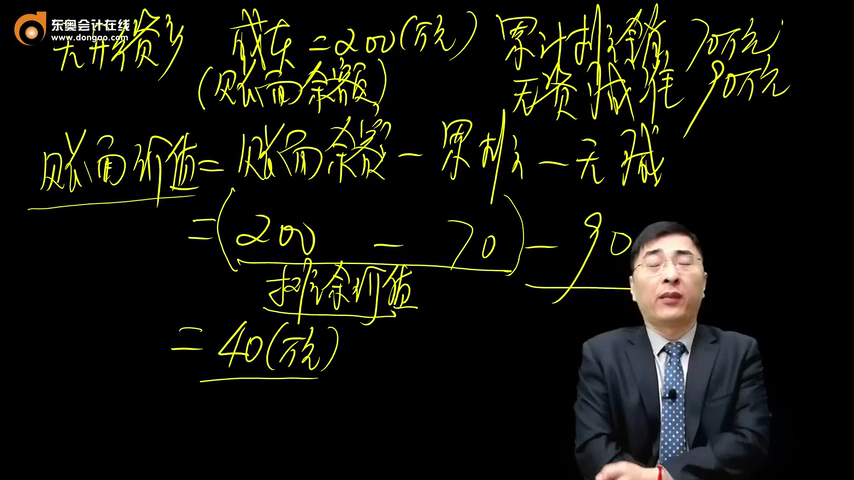 东奥会计在线
www.dongao.com
无形资产 成本=200(万元) 累计摊余额 70万元
(账面余额) 无资减准 90万元
账面价值=账面余额-累摊-无减
=(200-70)-90
摊余价值
=40(万元)